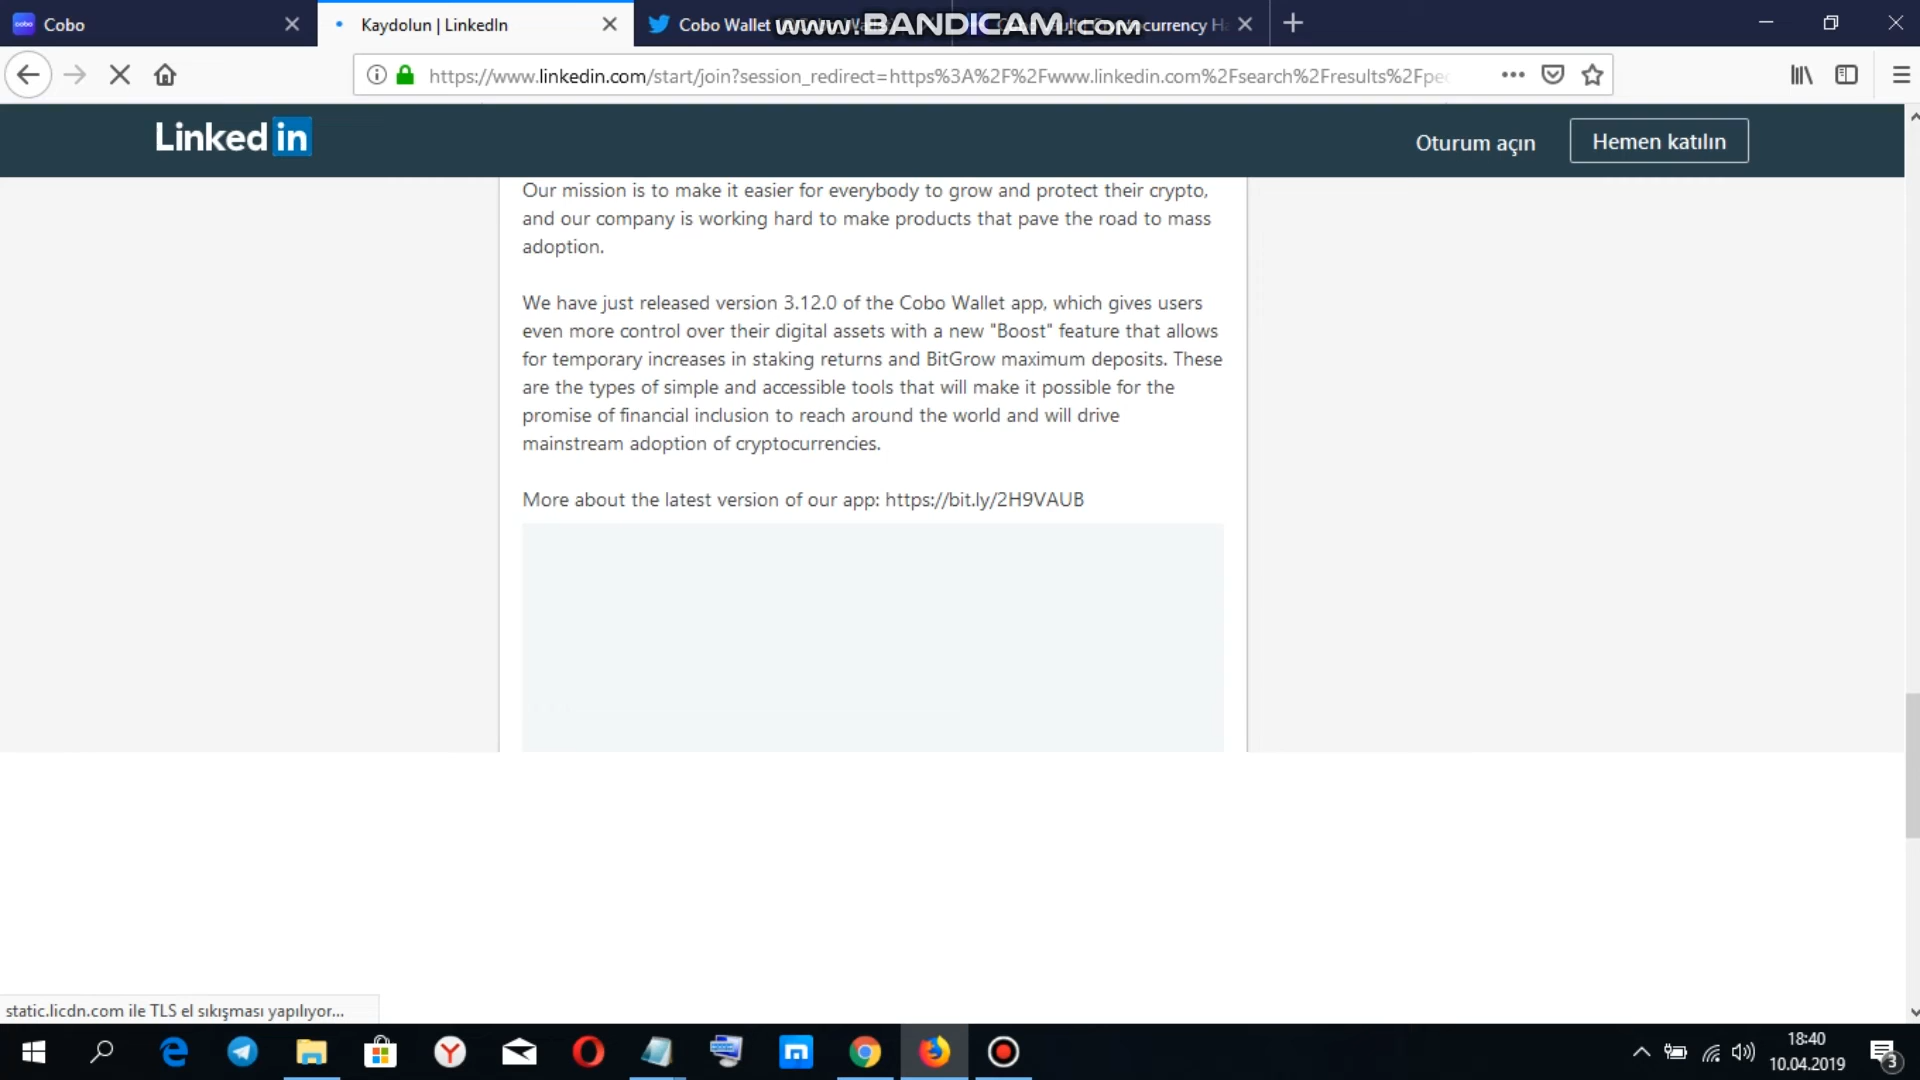 Cobo
Kaydolun | LinkedIn
Cobo Wallet
www.BANDICAM.com
currency Ha
https://www.linkedin.com/start/join?session_redirect=https%3A%2F%2Fwww.linkedin.com%2Fsearch%2Fresults%2Fpeo
Linkedin
Oturum açın
Hemen katılın
Our mission is to make it easier for everybody to grow and protect their crypto,
and our company is working hard to make products that pave the road to mass
adoption.
We have just released version 3.12.0 of the Cobo Wallet app, which gives users
even more control over their digital assets with a new "Boost" feature that allows
for temporary increases in staking returns and BitGrow maximum deposits. These
are the types of simple and accessible tools that will make it possible for the
promise of financial inclusion to reach around the world and will drive
mainstream adoption of cryptocurrencies.
More about the latest version of our app: https://bit.ly/2H9VAUB
static.licdn.com ile TLS el sıkışması yapılıyor...
18:40
10.04.2019
3